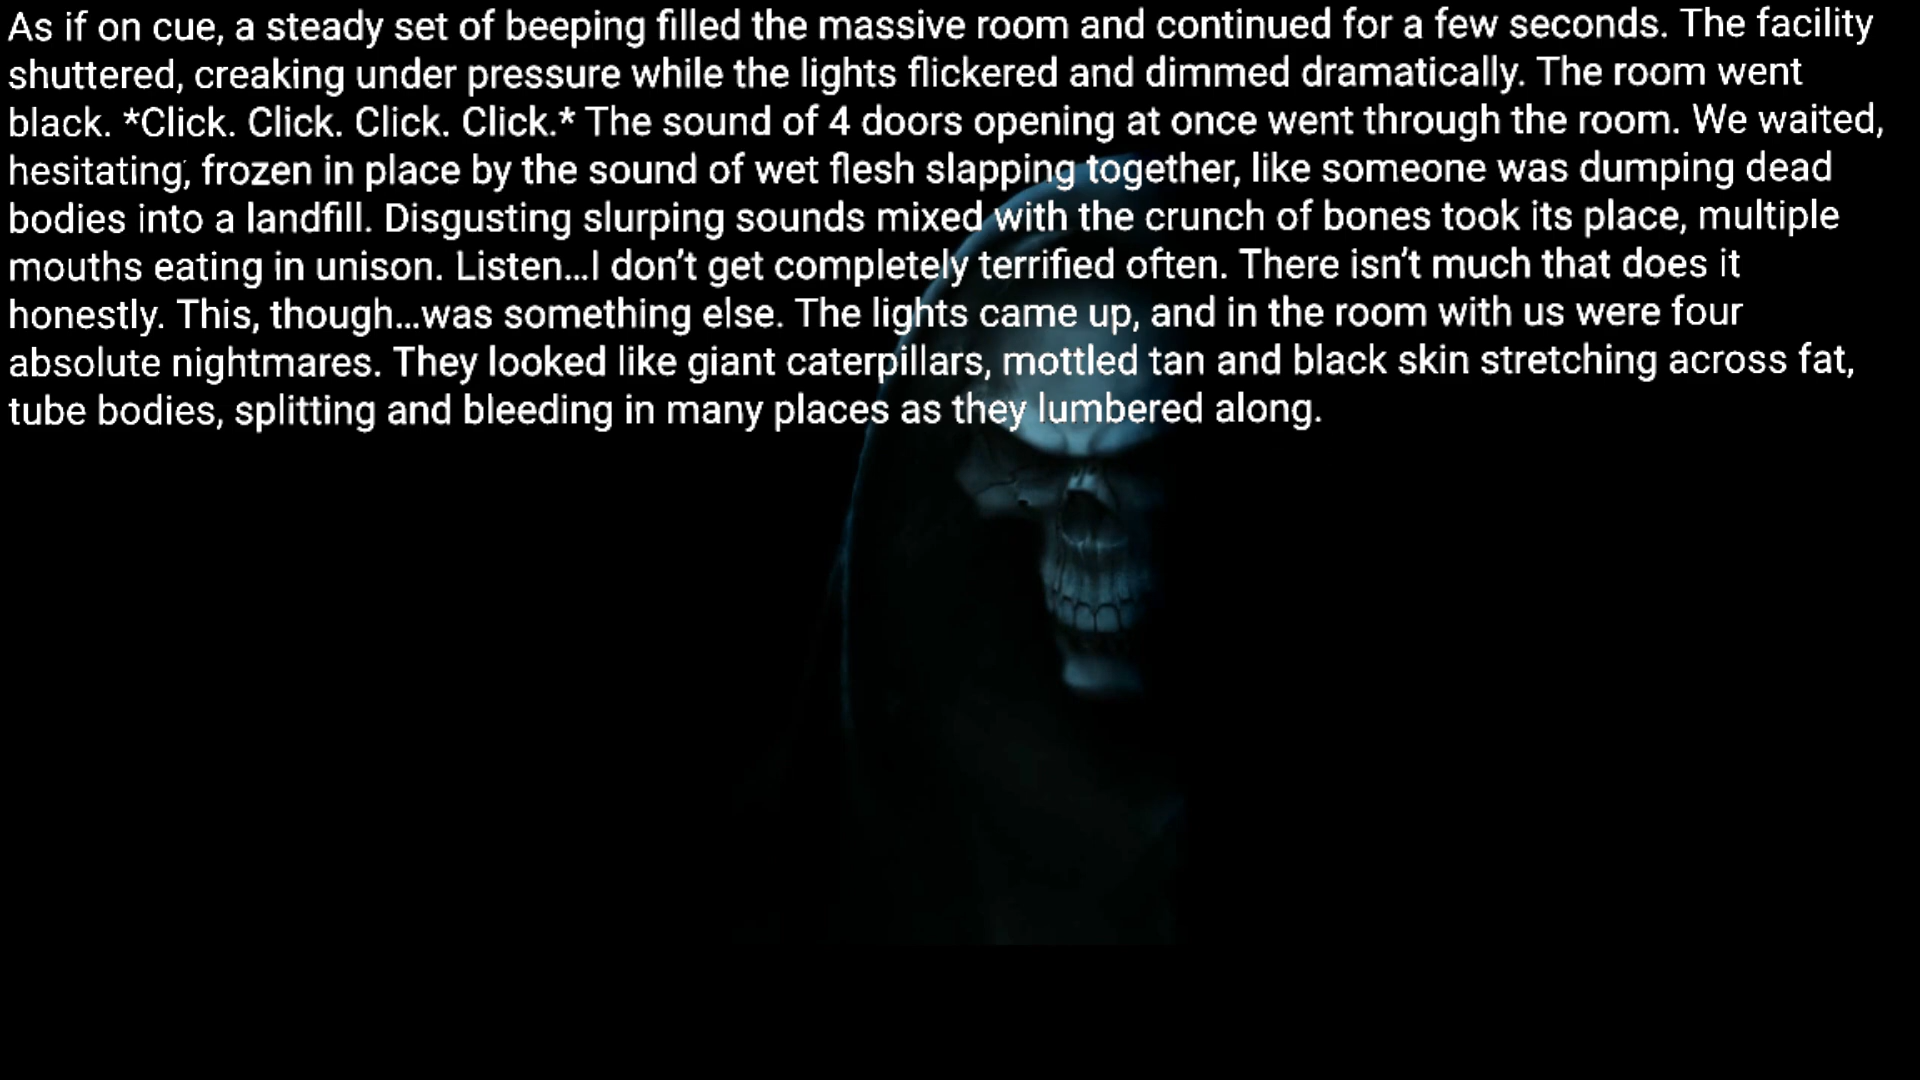 As if on cue, a steady set of beeping filled the massive room and continued for a few seconds. The facility
shuttered, creaking under pressure while the lights flickered and dimmed dramatically. The room went
black. *Click. Click. Click. Click.* The sound of 4 doors opening at once went through the room. We waited,
hesitating, frozen in place by the sound of wet flesh slapping together, like someone was dumping dead
bodies into a landfill. Disgusting slurping sounds mixed with the crunch of bones took its place, multiple
mouths eating in unison. Listen…I don’t get completely terrified often. There isn’t much that does it
honestly. This, though…was something else. The lights came up, and in the room with us were four
absolute nightmares. They looked like giant caterpillars, mottled tan and black skin stretching across fat,
tube bodies, splitting and bleeding in many places as they lumbered along.